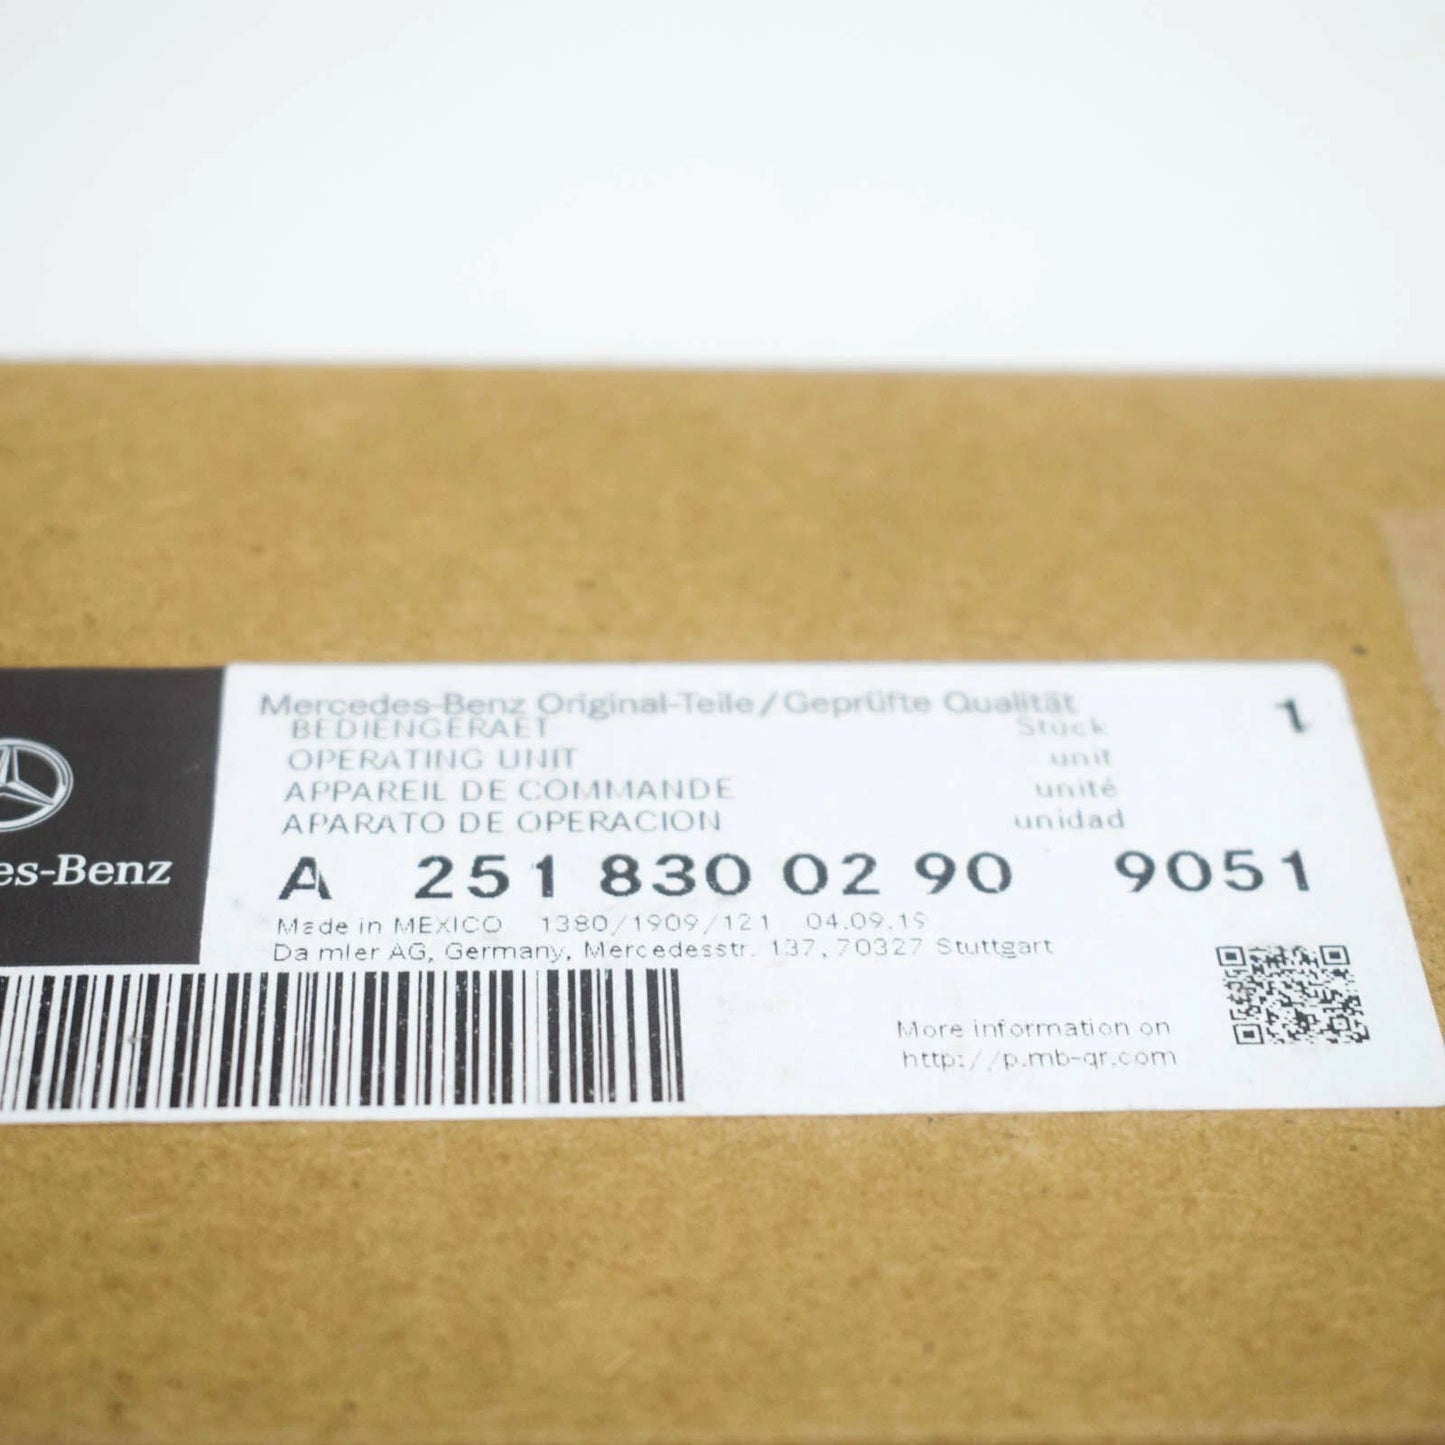 es-Benz
Mercedes-Benz Original-Teile/Geprüfte Qualität
BEDIENGERAET Stück 1
OPERATING UNIT unit
APPAREIL DE COMMANDE unité
APARATO DE OPERACION unidad
A 251 830 02 90 9051
Made in MEXICO 1380/1909/121 04.09.19
Daimler AG, Germany, Mercedesstr. 137, 70327 Stuttgart
More information on
http://p.mb-qr.com